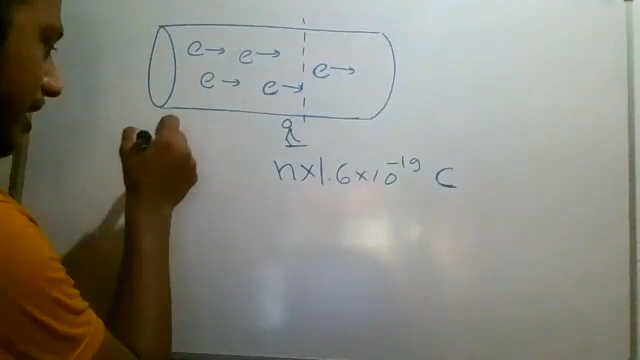 e→ e→
e→
e→ e→
q
n×1.6×10⁻¹⁹ C